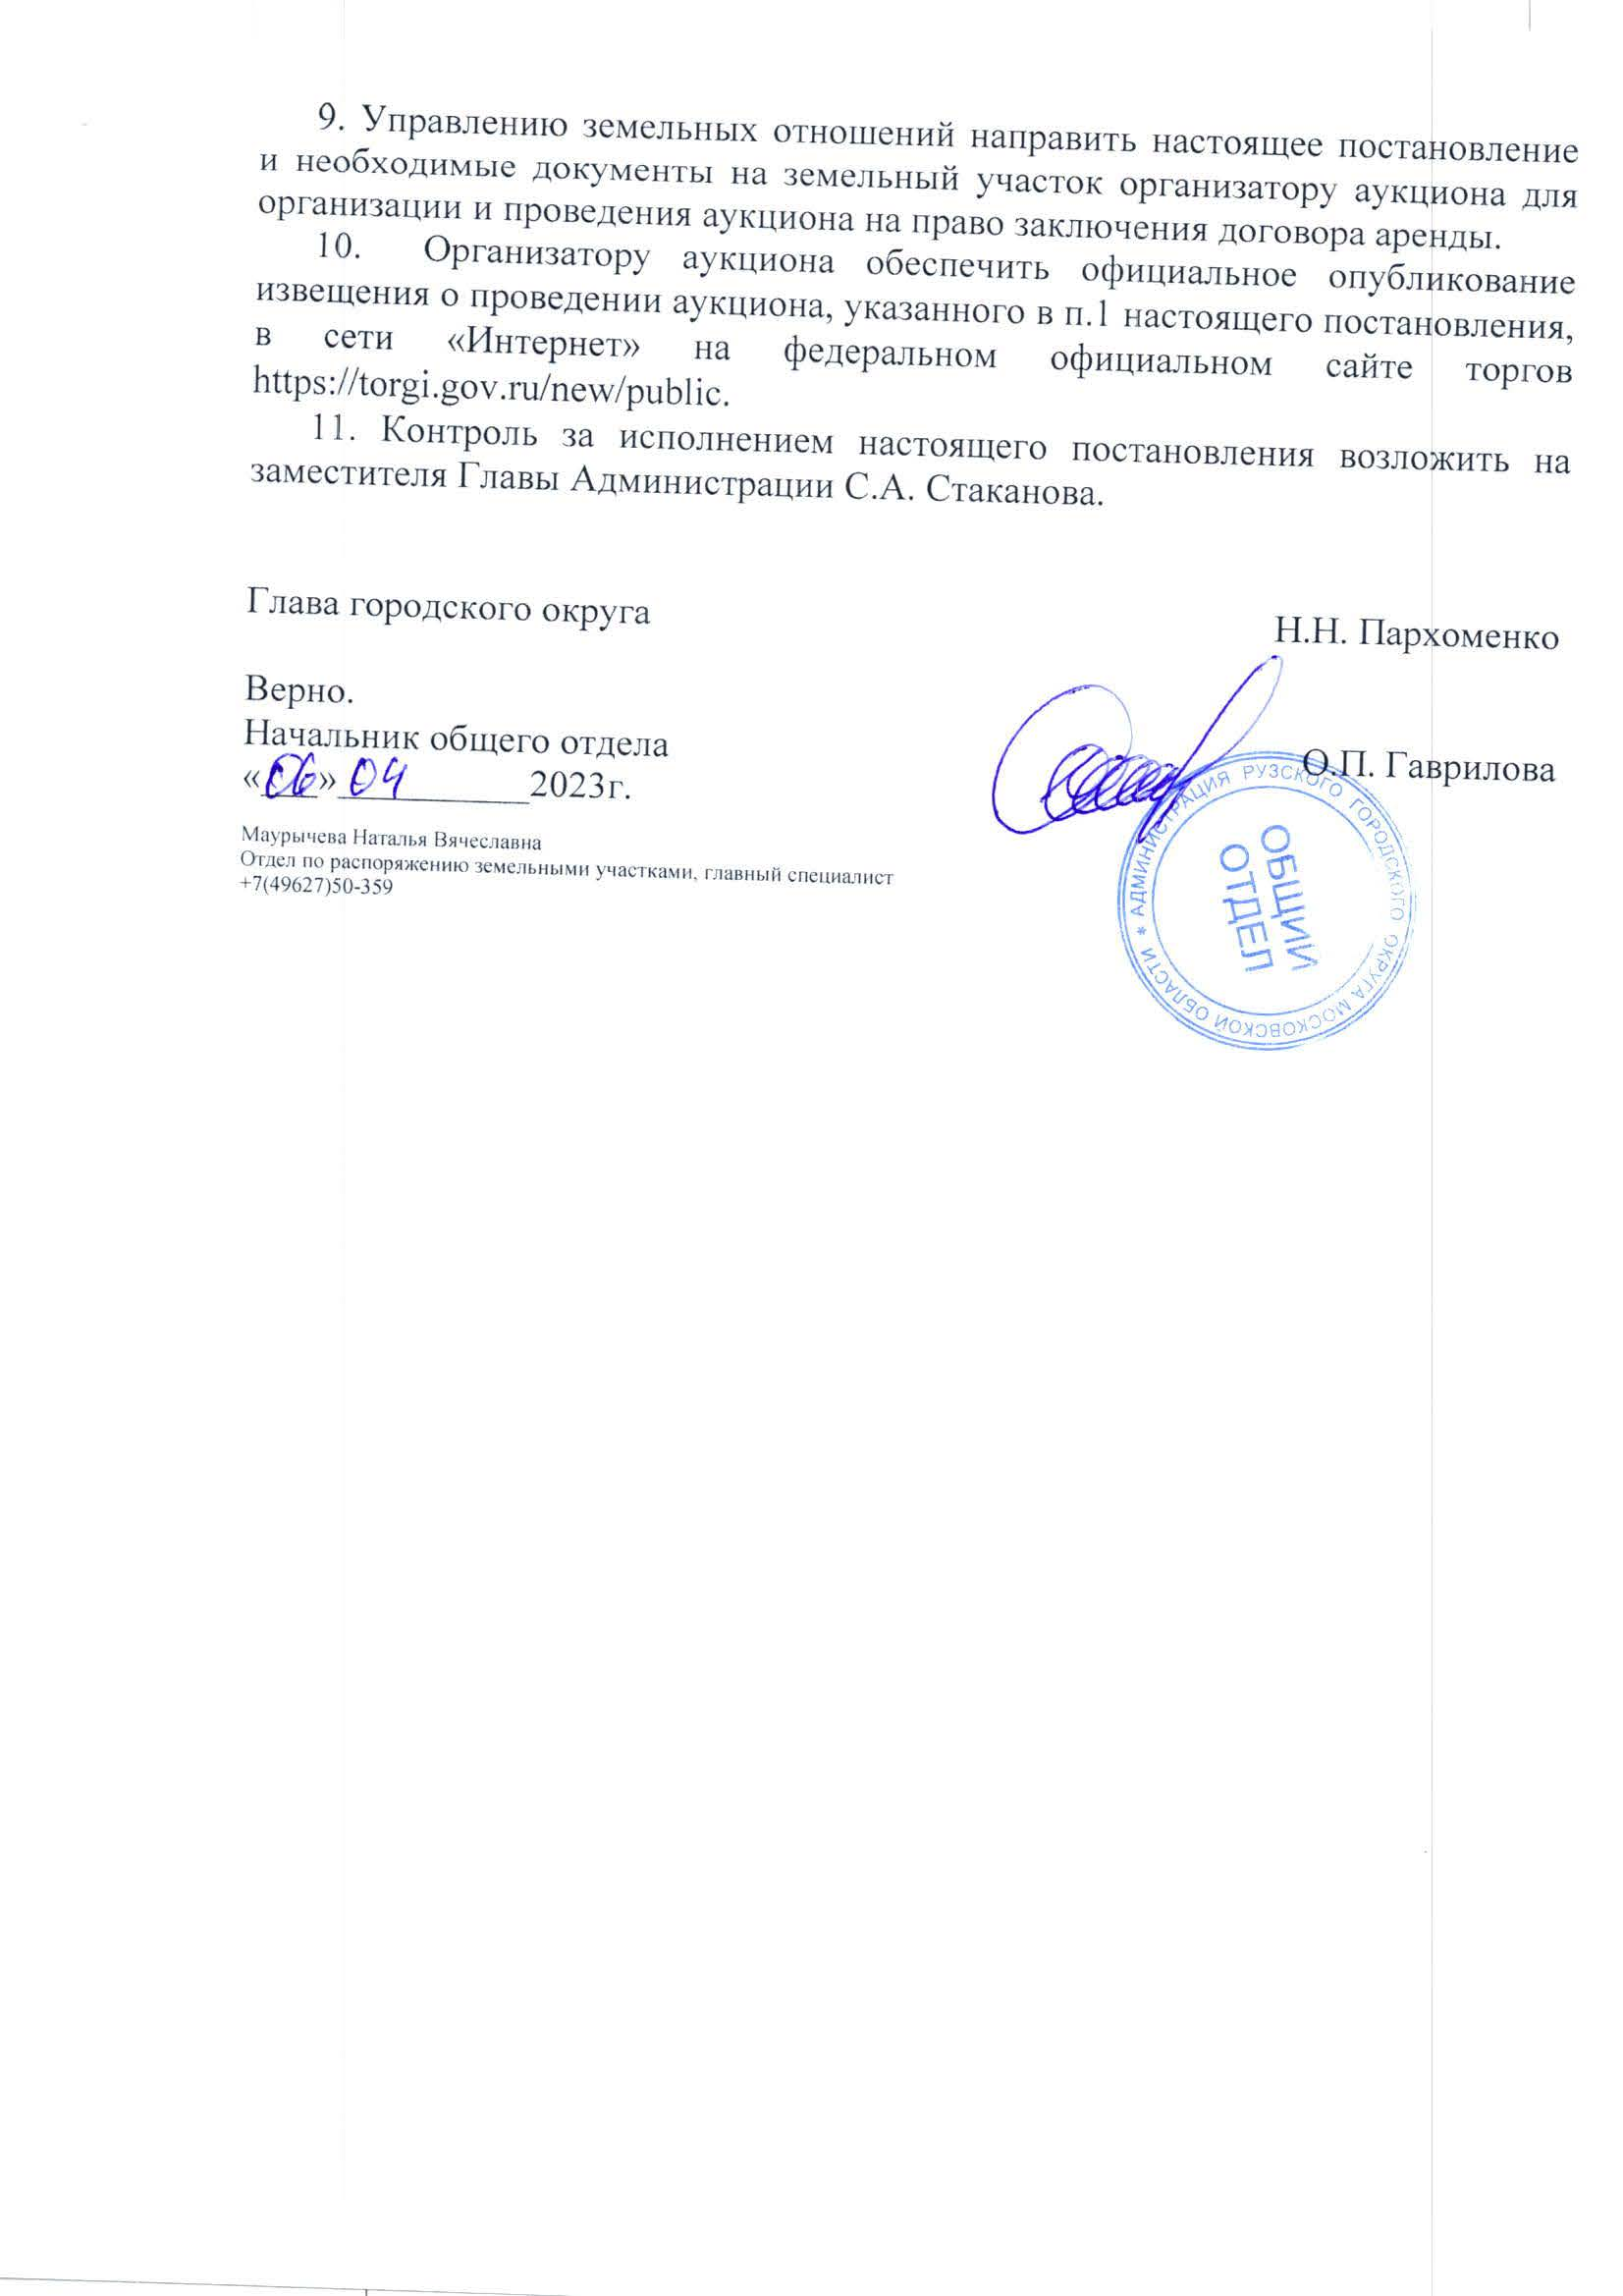 9. Управлению земельных отношений направить настоящее постановление
и необходимые документы на земельный участок организатору аукциона для
организации и проведения аукциона на право заключения договора аренды.
10. Организатору аукциона обеспечить официальное опубликование
извещения о проведении аукциона, указанного в п.1 настоящего постановления,
в сети «Интернет» на федеральном официальном сайте торгов
https://torgi.gov.ru/new/public.
11. Контроль за исполнением настоящего постановления возложить на
заместителя Главы Администрации С.А. Стаканова.
Глава городского округа
Н.Н. Пархоменко
Верно.
Начальник общего отдела
О.П. Гаврилова
«06» 04 2023г.
Маурычева Наталья Вячеславна
Отдел по распоряжению земельными участками, главный специалист
+7(49627)50-359
* АДМИНИСТРАЦИЯ РУЗСКОГО ГОРОДСКОГО ОКРУГА МОСКОВСКОЙ ОБЛАСТИ
ОБЩИЙ
ОТДЕЛ